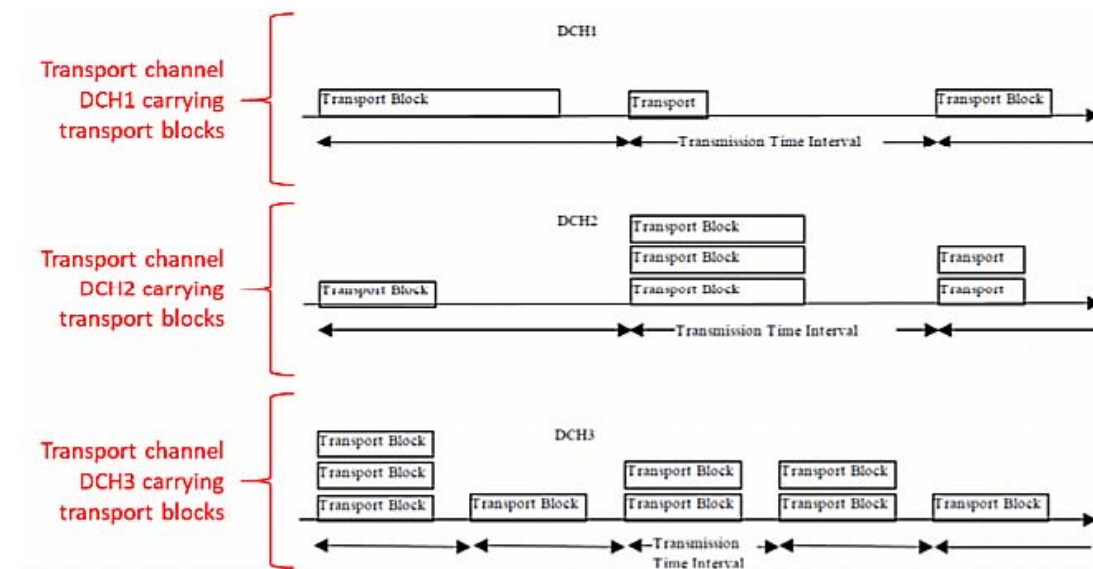 DCH1
Transport channel
DCH1 carrying
transport blocks
Transport Block
Transport
Transport Block
Transmission Time Interval
DCH2
Transport channel
DCH2 carrying
transport blocks
Transport Block
Transport Block
Transport Block
Transport Block
Transport
Transport
Transmission Time Interval
DCH3
Transport channel
DCH3 carrying
transport blocks
Transport Block
Transport Block
Transport Block
Transport Block
Transport Block
Transport Block
Transport Block
Transport Block
Transport Block
Transmission
Time Interval